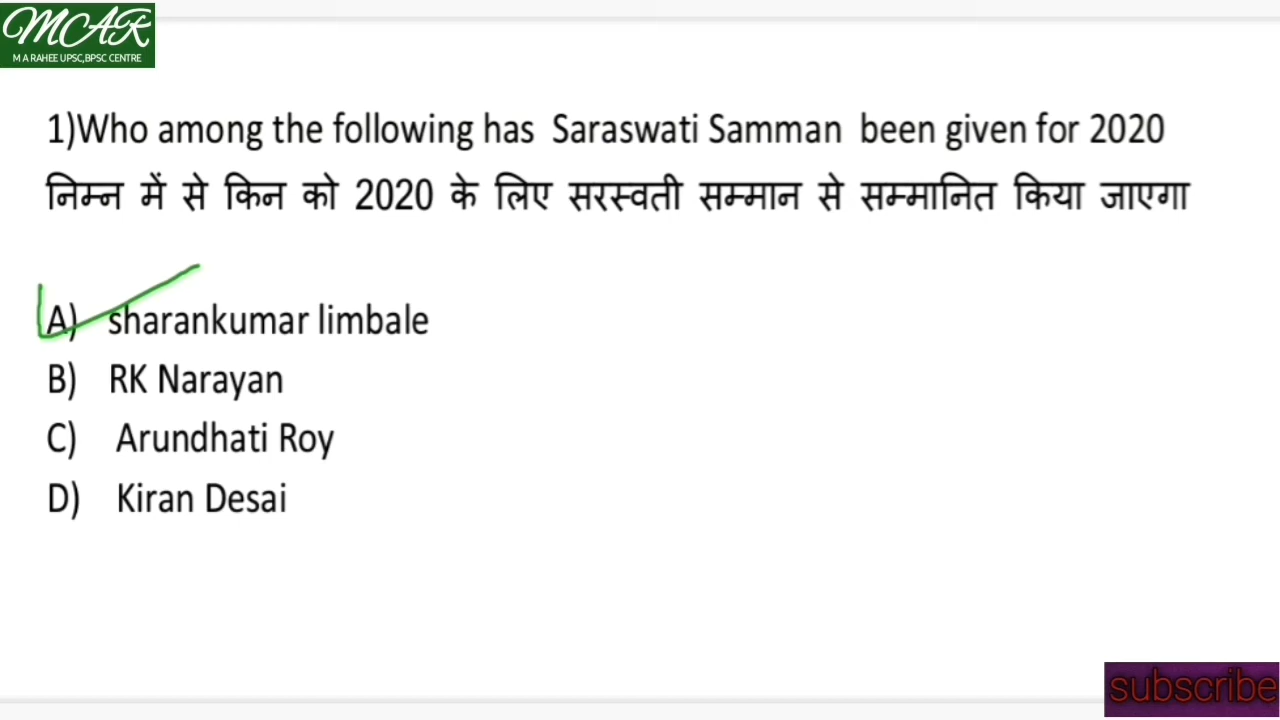 MCAR
M A RAHEE UPSC,BPSC CENTRE
1)Who among the following has Saraswati Samman been given for 2020
निम्न में से किन को 2020 के लिए सरस्वती सम्मान से सम्मानित किया जाएगा
A) sharankumar limbale
B) RK Narayan
C) Arundhati Roy
D) Kiran Desai
subscribe